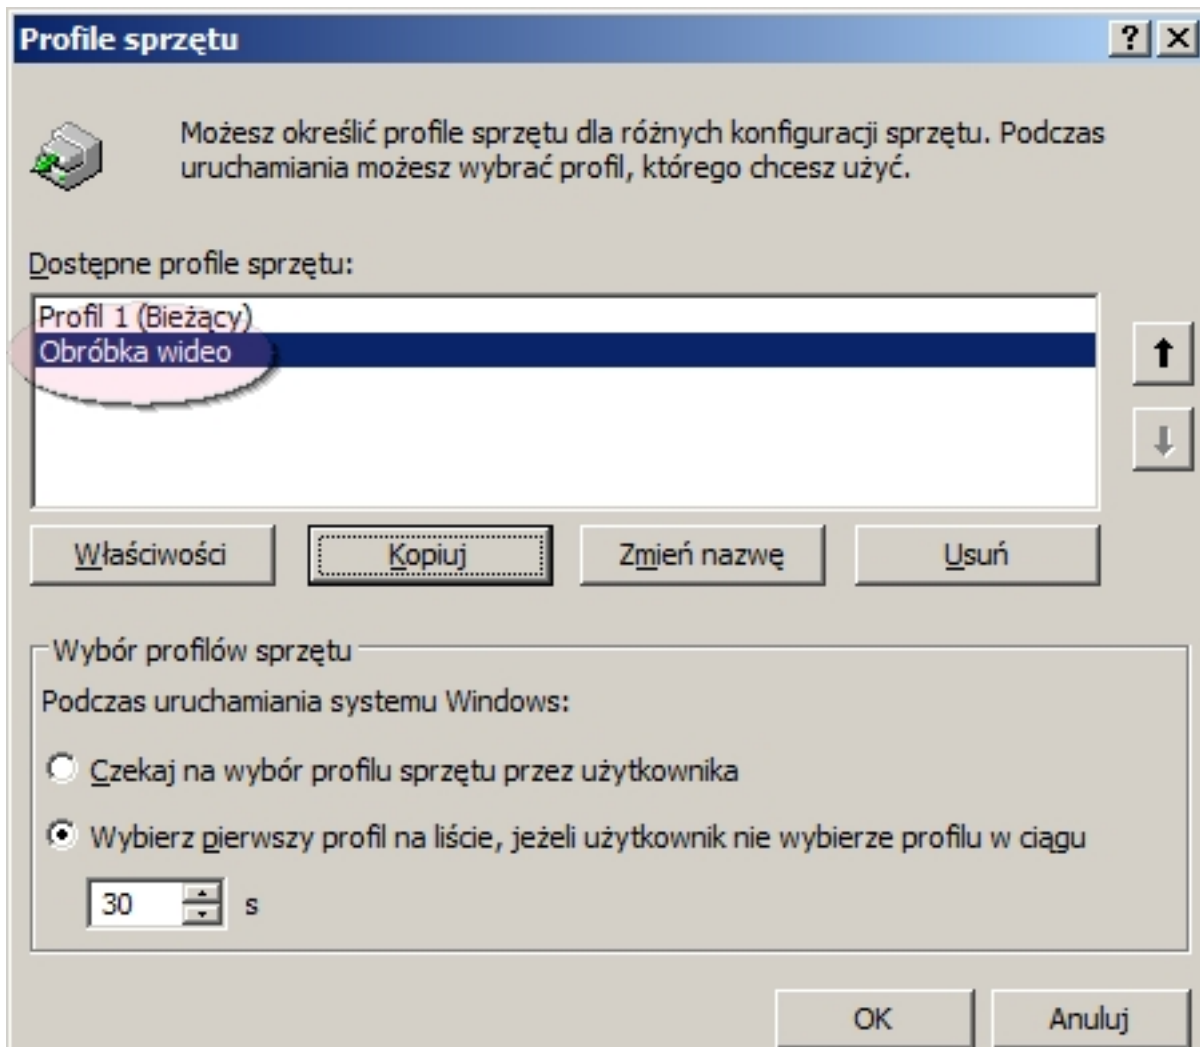 Profile sprzętu
Możesz określić profile sprzętu dla różnych konfiguracji sprzętu. Podczas
uruchamiania możesz wybrać profil, którego chcesz użyć.
Dostępne profile sprzętu:
Profil 1 (Bieżący)
Obróbka wideo
Właściwości Kopiuj Zmień nazwę Usuń
Wybór profilów sprzętu
Podczas uruchamiania systemu Windows:
Czekaj na wybór profilu sprzętu przez użytkownika
Wybierz pierwszy profil na liście, jeżeli użytkownik nie wybierze profilu w ciągu
30 s
OK Anuluj